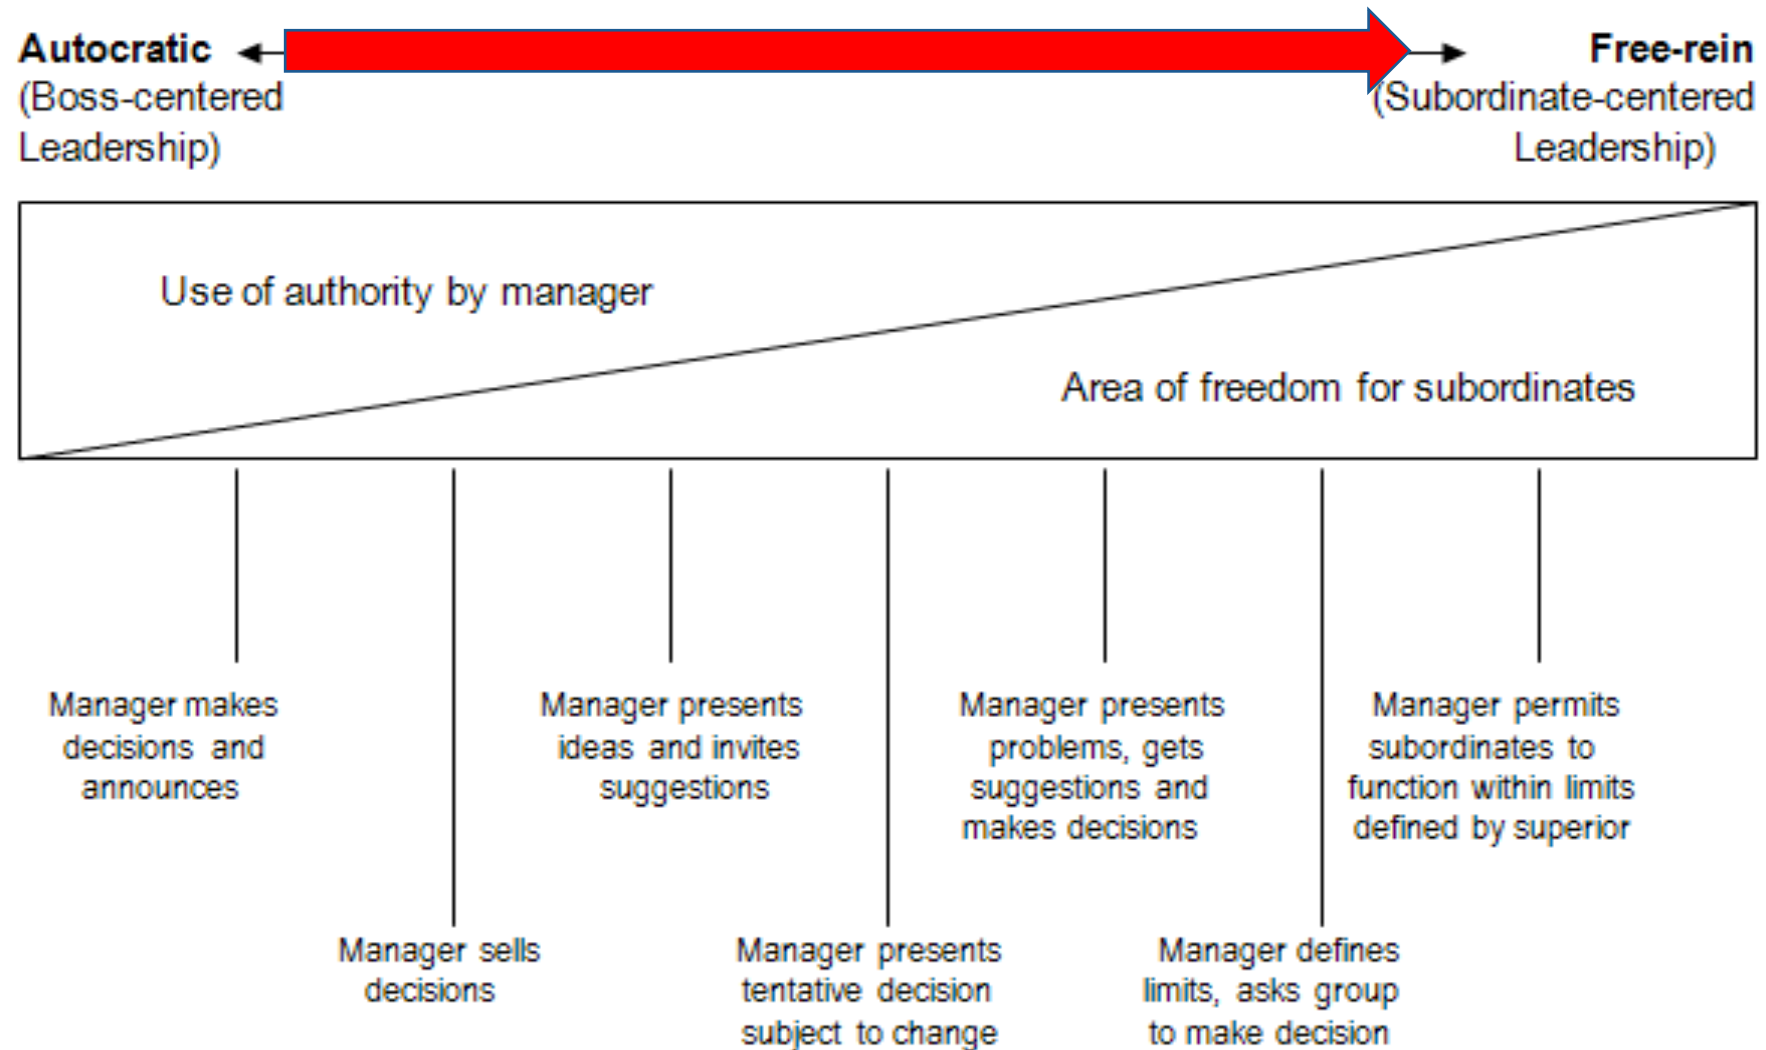 Autocratic
(Boss-centered
Leadership)
Free-rein
(Subordinate-centered
Leadership)
Use of authority by manager
Area of freedom for subordinates
Manager makes
decisions and
announces
Manager sells
decisions
Manager presents
ideas and invites
suggestions
Manager presents
tentative decision
subject to change
Manager presents
problems, gets
suggestions and
makes decisions
Manager defines
limits, asks group
to make decision
Manager permits
subordinates to
function within limits
defined by superior